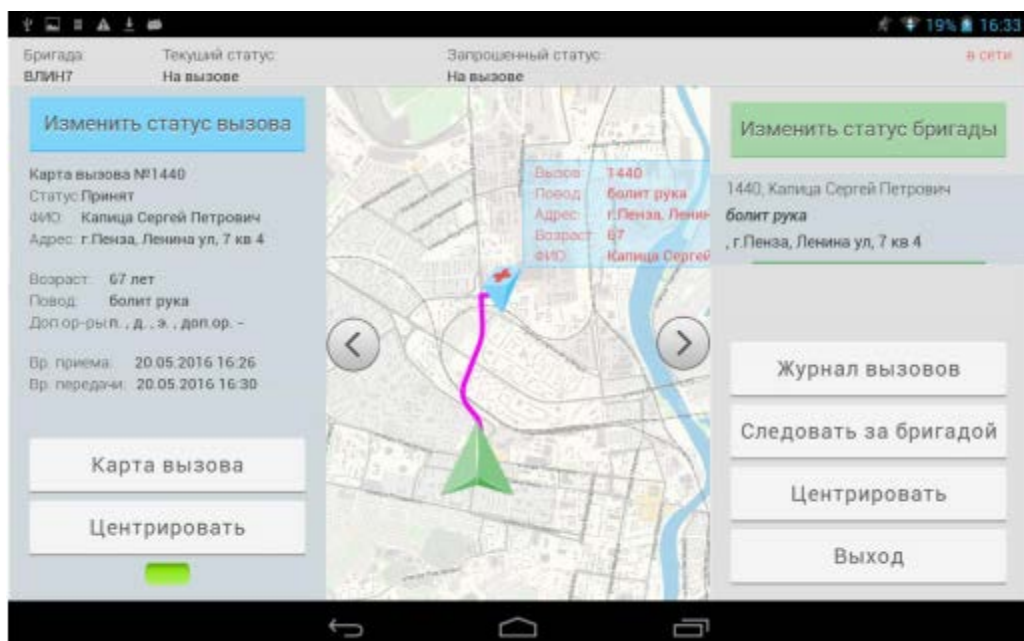 19% 16:33
Бригада: Текущий статус: Запрошенный статус: в сети
ВЛИН7 На вызове На вызове
Изменить статус вызова
Карта вызова №1440
Статус: Принят
ФИО: Капица Сергей Петрович
Адрес: г.Пенза, Ленина ул, 7 кв 4
Возраст: 67 лет
Повод: болит рука
Доп.ор-ры: п. , д. , э. , доп.ор. -
Вр. приема: 20.05.2016 16:26
Вр. передачи: 20.05.2016 16:30
Карта вызова
Центрировать
Вызов: 1440
Повод: болит рука
Адрес: г.Пенза, Ленин
Возраст: 67
ФИО: Капица Сергей
Изменить статус бригады
1440, Капица Сергей Петрович
болит рука
, г.Пенза, Ленина ул, 7 кв 4
Журнал вызовов
Следовать за бригадой
Центрировать
Выход